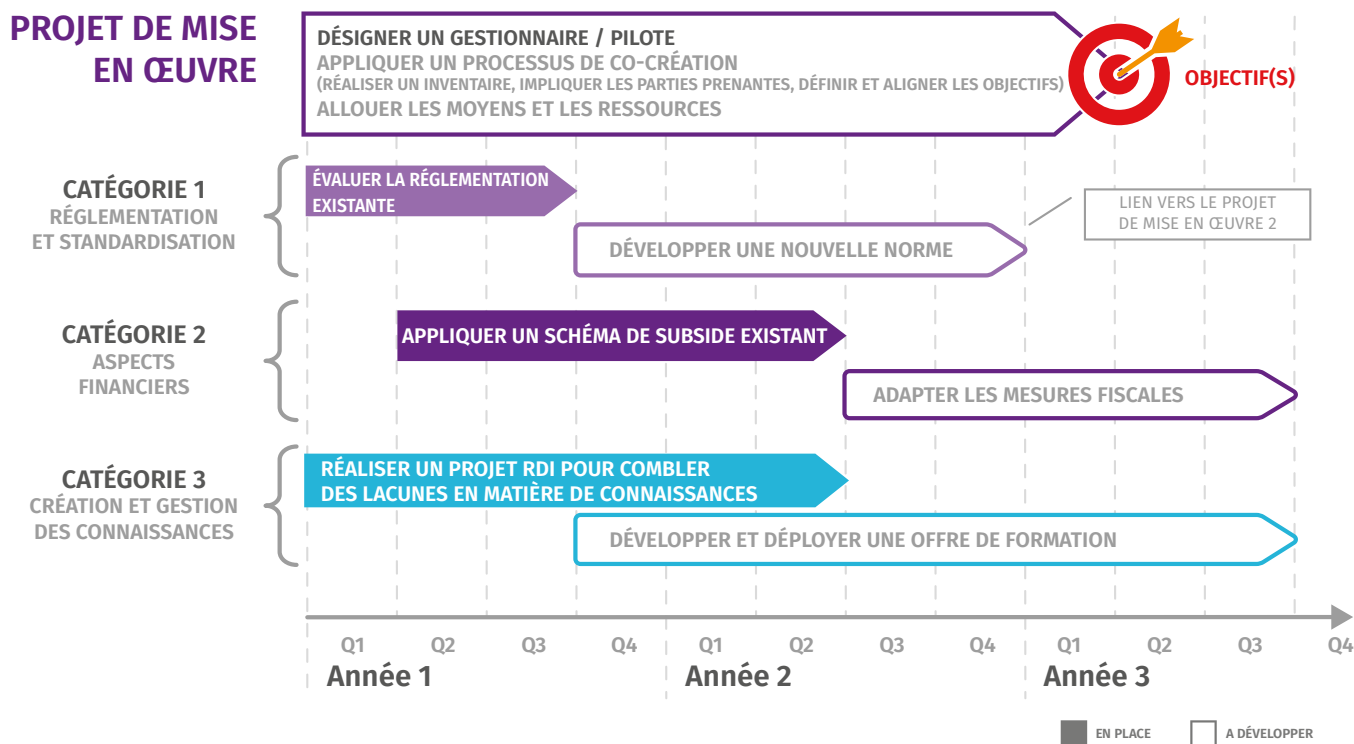 PROJET DE MISE
EN ŒUVRE
DÉSIGNER UN GESTIONNAIRE / PILOTE
APPLIQUER UN PROCESSUS DE CO-CRÉATION
(RÉALISER UN INVENTAIRE, IMPLIQUER LES PARTIES PRENANTES, DÉFINIR ET ALIGNER LES OBJECTIFS)
ALLOUER LES MOYENS ET LES RESSOURCES
OBJECTIF(S)
CATÉGORIE 1
RÉGLEMENTATION
ET STANDARDISATION
ÉVALUER LA RÉGLEMENTATION
EXISTANTE
DÉVELOPPER UNE NOUVELLE NORME
LIEN VERS LE PROJET
DE MISE EN ŒUVRE 2
CATÉGORIE 2
ASPECTS
FINANCIERS
APPLIQUER UN SCHÉMA DE SUBSIDE EXISTANT
ADAPTER LES MESURES FISCALES
CATÉGORIE 3
CRÉATION ET GESTION
DES CONNAISSANCES
RÉALISER UN PROJET RDI POUR COMBLER
DES LACUNES EN MATIÈRE DE CONNAISSANCES
DÉVELOPPER ET DÉPLOYER UNE OFFRE DE FORMATION
Q1 Q2 Q3 Q4 Q1 Q2 Q3 Q4 Q1 Q2 Q3 Q4
Année 1 Année 2 Année 3
EN PLACE A DÉVELOPPER